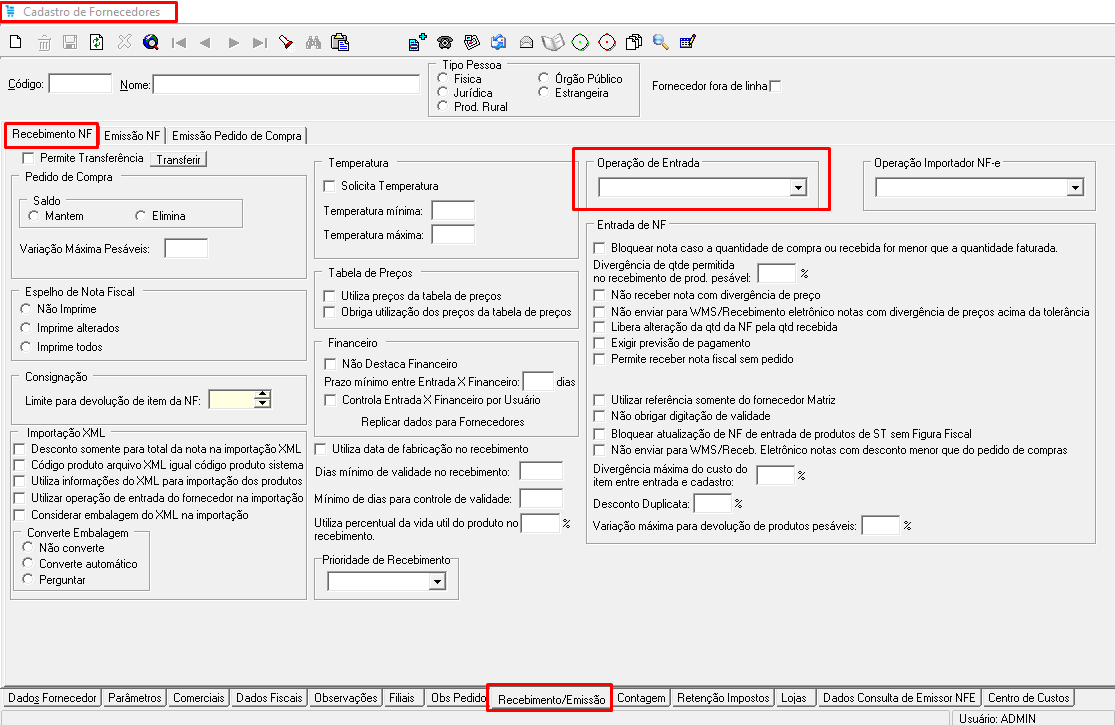 Cadastro de Fornecedores
Código:
Nome:
Tipo Pessoa
Fisica
Órgão Público
Jurídica
Estrangeira
Prod. Rural
Fornecedor fora de linha
Recebimento NF
Emissão NF
Emissão Pedido de Compra
Permite Transferência
Transferir
Pedido de Compra
Saldo
Mantem
Elimina
Variação Máxima Pesáveis:
Espelho de Nota Fiscal
Não Imprime
Imprime alterados
Imprime todos
Consignação
Limite para devolução de item da NF:
Importação XML
Desconto somente para total da nota na importação XML
Código produto arquivo XML igual código produto sistema
Utiliza informações do XML para importação dos produtos
Utilizar operação de entrada do fornecedor na importação
Considerar embalagem do XML na importação
Converte Embalagem
Não converte
Converte automático
Perguntar
Temperatura
Solicita Temperatura
Temperatura mínima:
Temperatura máxima:
Tabela de Preços
Utiliza preços da tabela de preços
Obriga utilização dos preços da tabela de preços
Financeiro
Não Destaca Financeiro
Prazo mínimo entre Entrada X Financeiro: dias
Controla Entrada X Financeiro por Usuário
Replicar dados para Fornecedores
Utiliza data de fabricação no recebimento
Dias mínimo de validade no recebimento:
Mínimo de dias para controle de validade:
Utiliza percentual da vida util do produto no %
recebimento.
Prioridade de Recebimento
Operação de Entrada
Operação Importador NF-e
Entrada de NF
Bloquear nota caso a quantidade de compra ou recebida for menor que a quantidade faturada.
Divergência de qtde permitida
no recebimento de prod. pesável: %
Não receber nota com divergência de preço
Não enviar para WMS/Recebimento eletrônico notas com divergência de preços acima da tolerância
Libera alteração da qtd da NF pela qtd recebida
Exigir previsão de pagamento
Permite receber nota fiscal sem pedido
Utilizar referência somente do fornecedor Matriz
Não obrigar digitação de validade
Bloquear atualização de NF de entrada de produtos de ST sem Figura Fiscal
Não enviar para WMS/Receb. Eletrônico notas com desconto menor que do pedido de compras
Divergência máxima do custo do
item entre entrada e cadastro: %
Desconto Duplicata: %
Variação máxima para devolução de produtos pesáveis: %
Dados Fornecedor
Parâmetros
Comerciais
Dados Fiscais
Observações
Filiais
Obs Pedido
Recebimento/Emissão
Contagem
Retenção Impostos
Lojas
Dados Consulta de Emissor NFE
Centro de Custos
Usuário: ADMIN